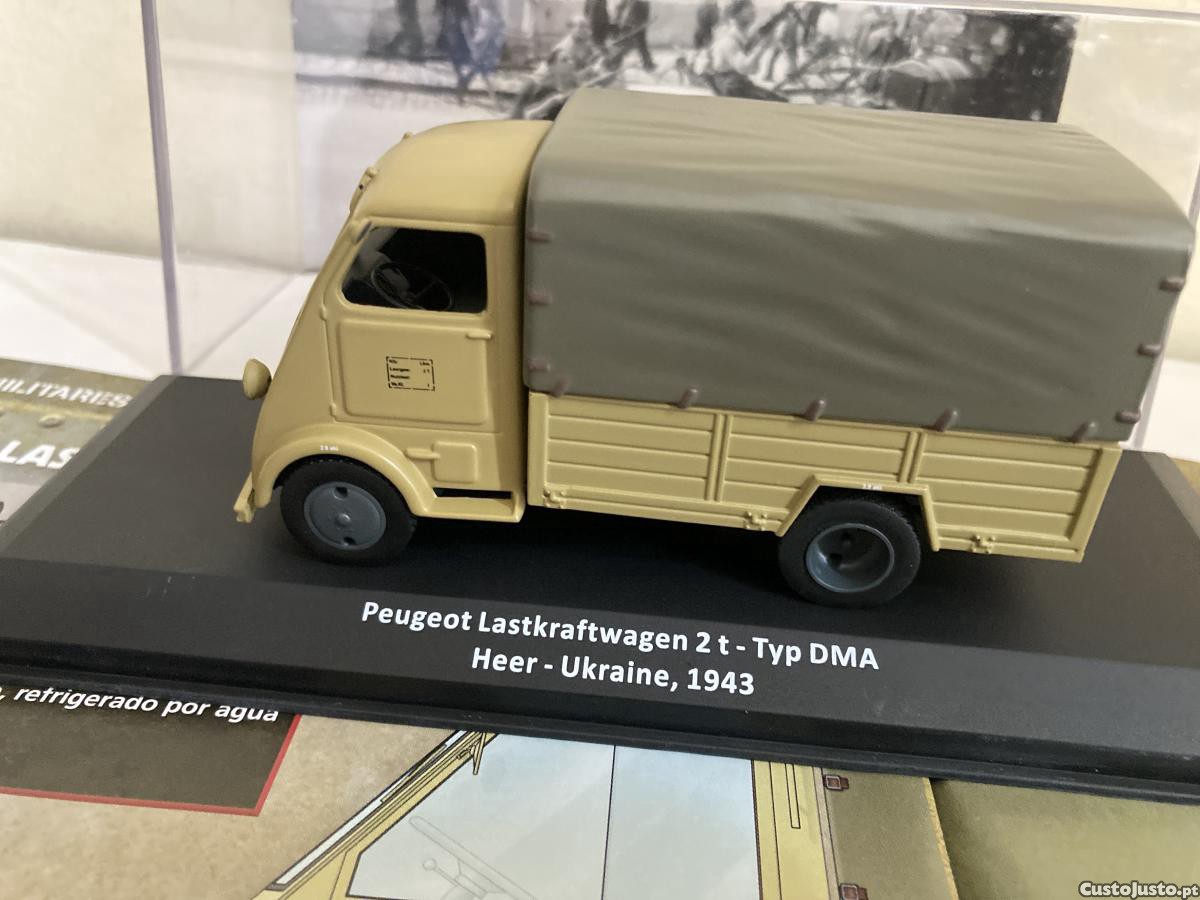 MILITARES
LAS
Peugeot Lastkraftwagen 2 t - Typ DMA
Heer - Ukraine, 1943
, refrigerado por agua
CustoJusto.pt